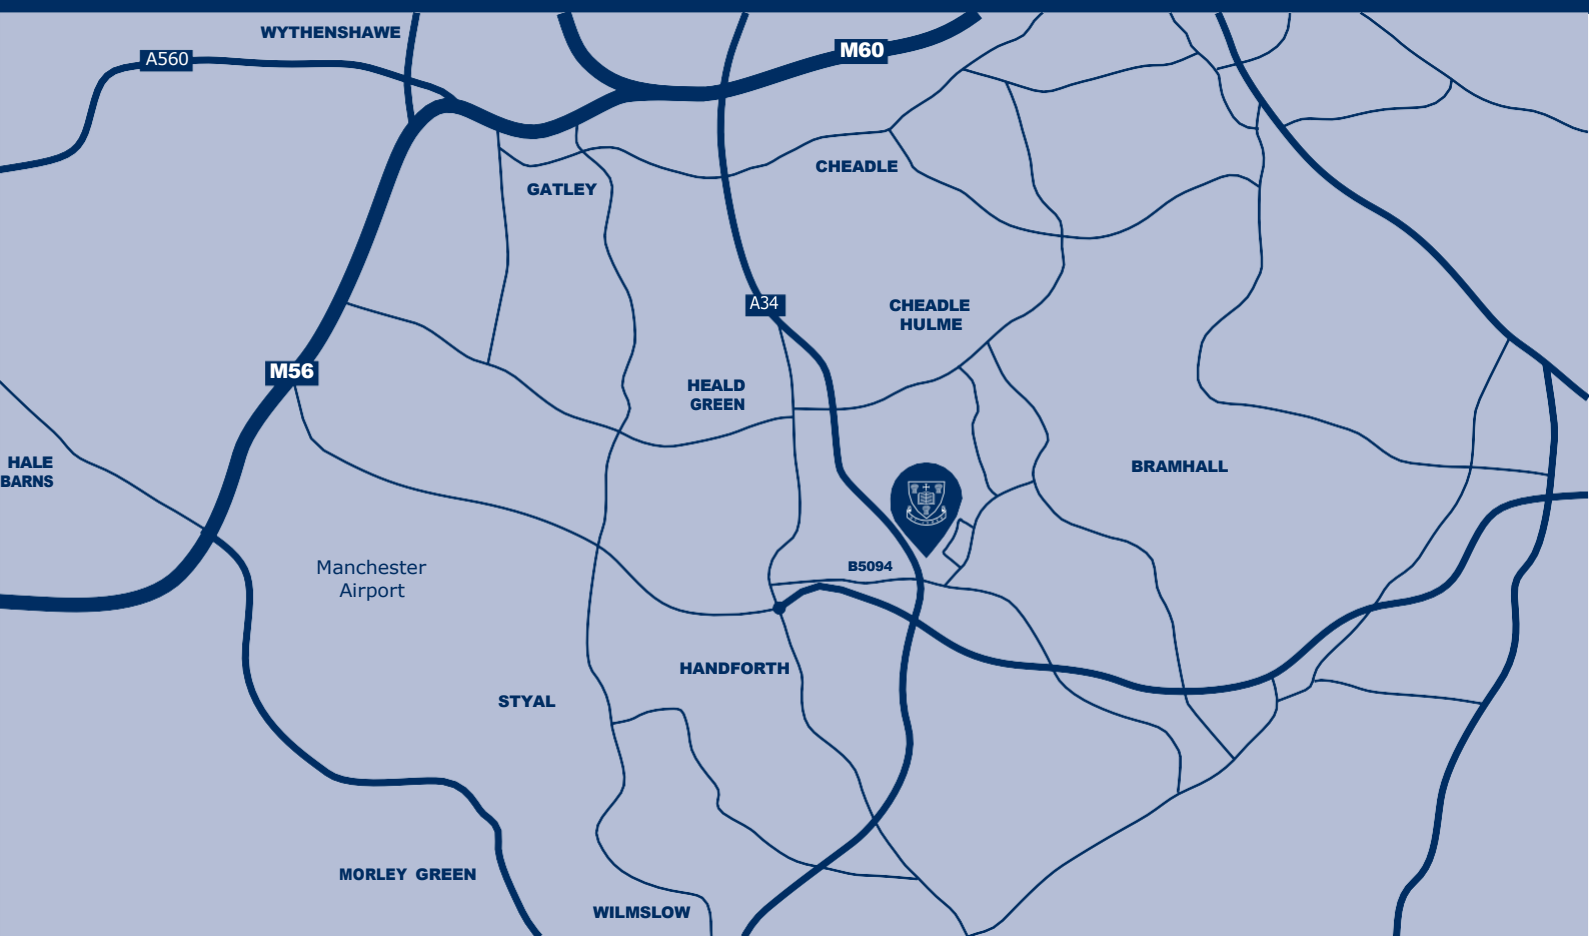 WYTHENSHAWE
A560
M60
CHEADLE
GATLEY
A34
CHEADLE
HULME
M56
HEALD
GREEN
HALE
BARNS
BRAMHALL
Manchester
Airport
B5094
HANDFORTH
STYAL
MORLEY GREEN
WILMSLOW